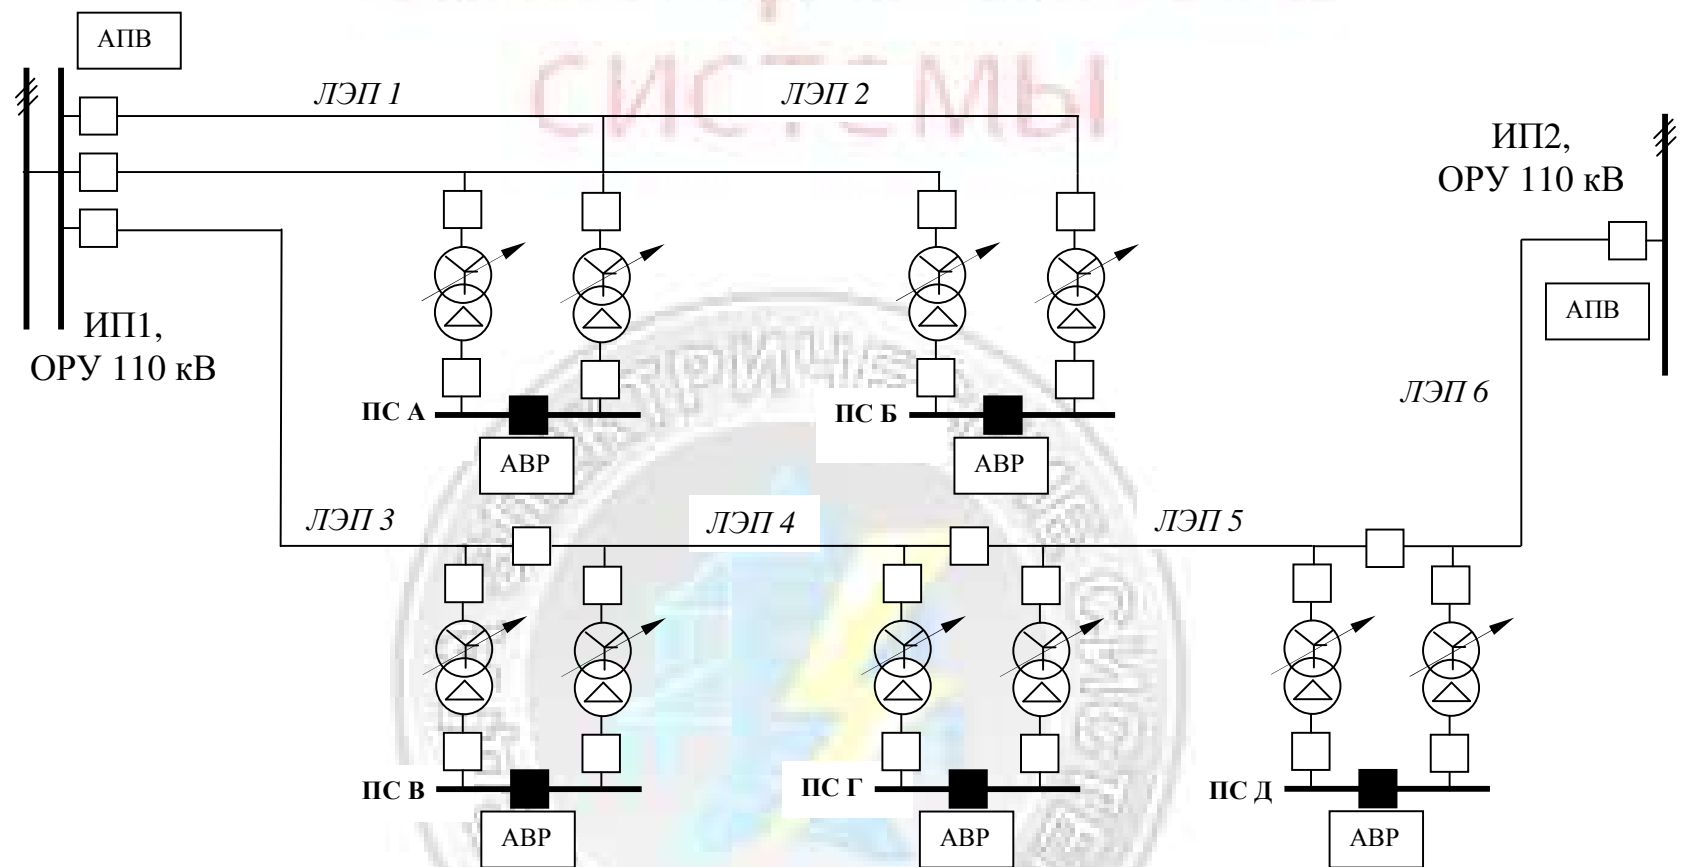 СИСТЕМЫ
АПВ
ЛЭП 1
ЛЭП 2
ИП2,
ОРУ 110 кВ
АПВ
ИП1,
ОРУ 110 кВ
ЛЭП 6
ПС А
ПС Б
АВР
АВР
ЛЭП 3
ЛЭП 4
ЛЭП 5
ПС В
ПС Г
ПС Д
АВР
АВР
АВР